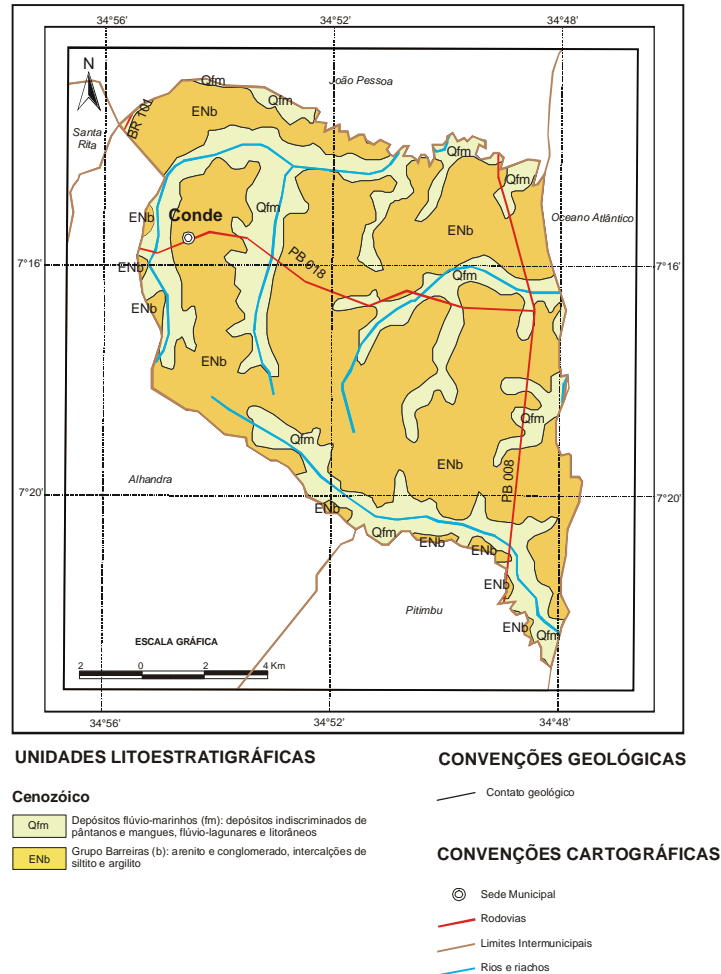 34°56' 34°52' 34°48'
N
Qfm
João Pessoa
Qfm
ENb
BR 101
Santa
Rita
Qfm
Qfm
Qfm
ENb
Conde
Oceano Atlântico
ENb
PB 018
7°16' 7°16'
ENb
Qfm
ENb
ENb
Qfm
Qfm
ENb
Alhandra
PB 008
7°20' 7°20'
ENb
Qfm
ENb
ENb
ENb
Pitimbu
ENb
Qfm
ESCALA GRÁFICA
2 0 2 4 Km
34°56' 34°52' 34°48'
UNIDADES LITOESTRATIGRÁFICAS
Cenozóico
Qfm
Depósitos flúvio-marinhos (fm): depósitos indiscriminados de
pântanos e mangues, flúvio-lagunares e litorâneos
ENb
Grupo Barreiras (b): arenito e conglomerado, intercalções de
siltito e argilito
CONVENÇÕES GEOLÓGICAS
Contato geológico
CONVENÇÕES CARTOGRÁFICAS
Sede Municipal
Rodovias
Limites Intermunicipais
Rios e riachos